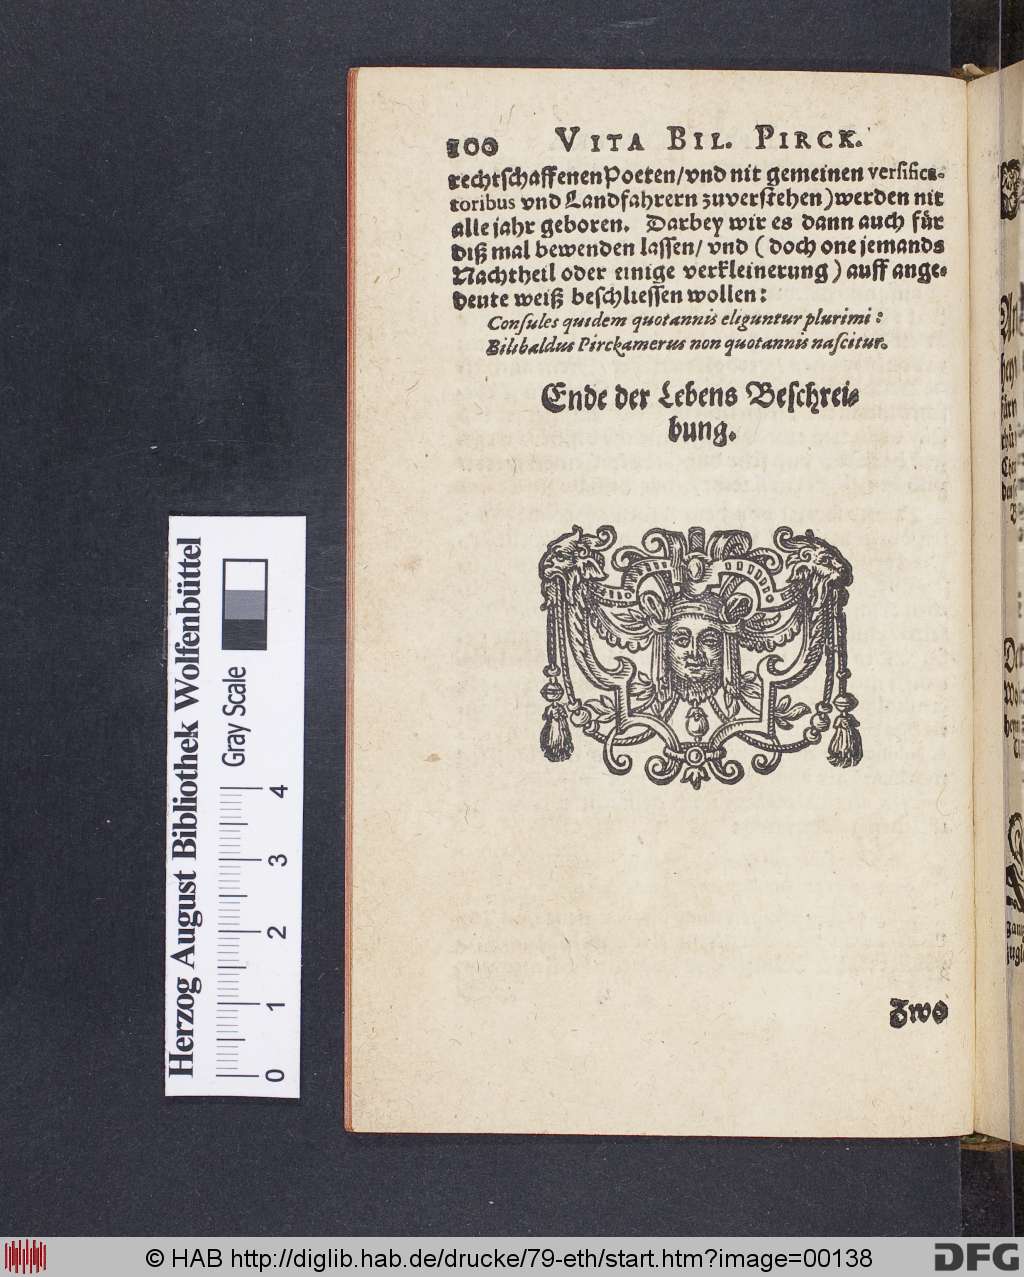 100 VITA BIL. PIRCK.
rechtschaffenen Poeten/vnd nit gemeinen versifica-
toribus vnd Landfahrern zuverstehen) werden nit
alle jahr geboren. Darbey wir es dann auch für
diß mal bewenden lassen/ vnd (doch one jemands
Nachtheil oder einige verkleinerung) auff ange-
deute weiß beschliessen wollen:
Consules quidem quotannis eliguntur plurimi:
Bilibaldus Pirckamerus non quotannis nascitur.
Ende der Lebens Beschrei-
bung.
Zwo
Herzog August Bibliothek Wolfenbüttel
Gray Scale
0 1 2 3 4
© HAB http://diglib.hab.de/drucke/79-eth/start.htm?image=00138
DFG